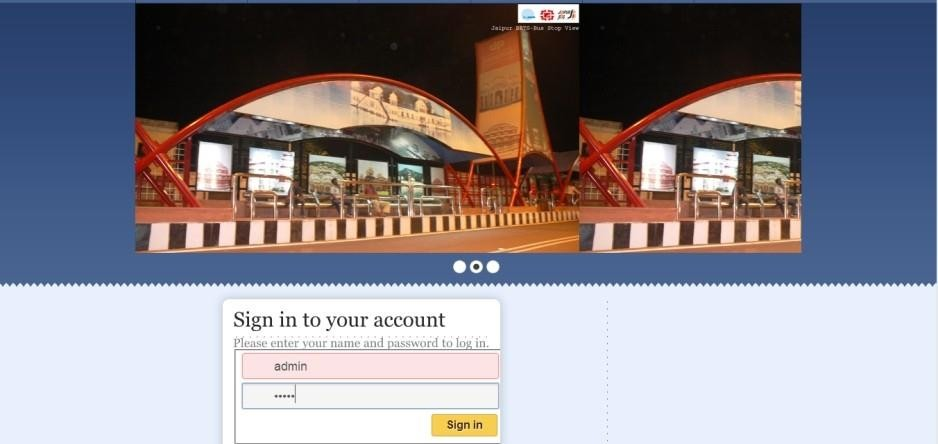 Jaipur BRTS-Bus Stop View
Sign in to your account
Please enter your name and password to log in.
admin
•••••
Sign in